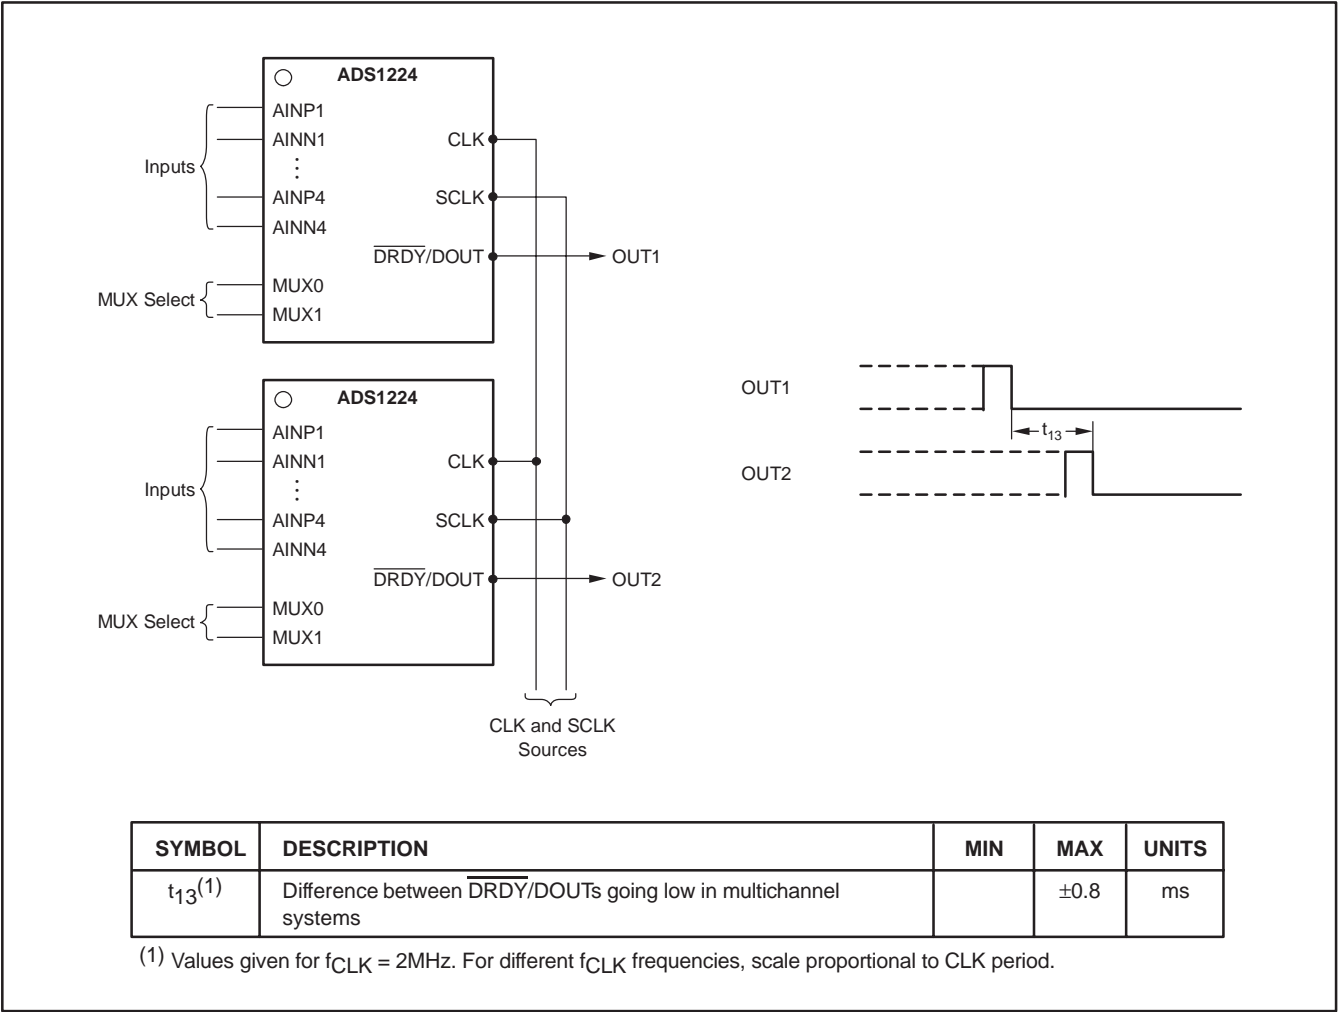 ADS1224
AINP1
AINN1
CLK
Inputs
AINP4
SCLK
AINN4
DRDY/DOUT
OUT1
MUX0
MUX Select
MUX1
ADS1224
AINP1
AINN1
CLK
Inputs
AINP4
SCLK
AINN4
DRDY/DOUT
OUT2
MUX0
MUX Select
MUX1
CLK and SCLK
Sources
OUT1
t13
OUT2
SYMBOL DESCRIPTION MIN MAX UNITS
t13(1) Difference between DRDY/DOUTs going low in multichannel ±0.8 ms
systems
(1) Values given for fCLK = 2MHz. For different fCLK frequencies, scale proportional to CLK period.